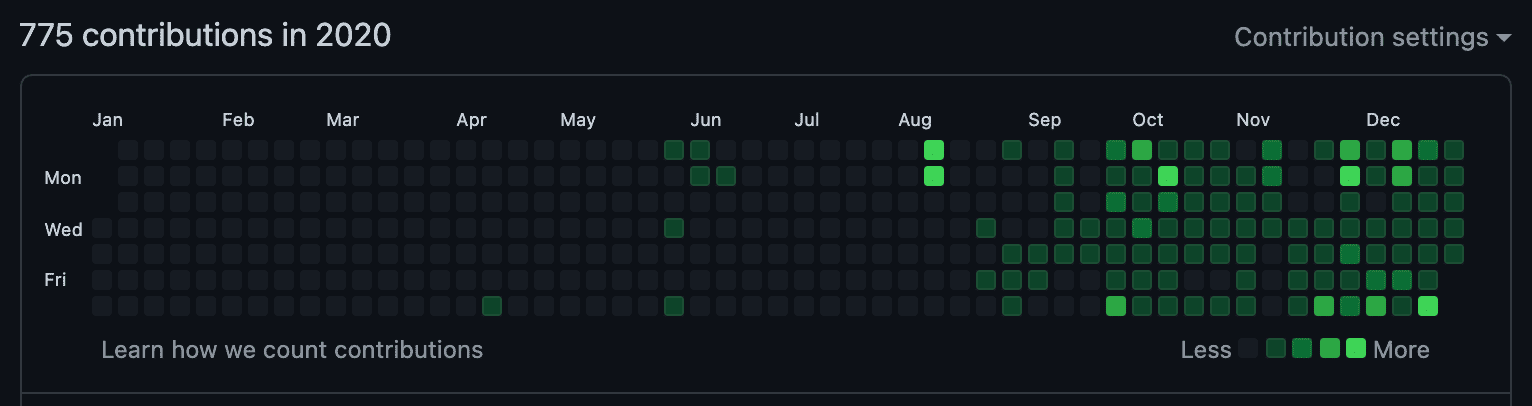 775 contributions in 2020
Contribution settings
Jan Feb Mar Apr May Jun Jul Aug Sep Oct Nov Dec
Mon
Wed
Fri
Learn how we count contributions
Less More